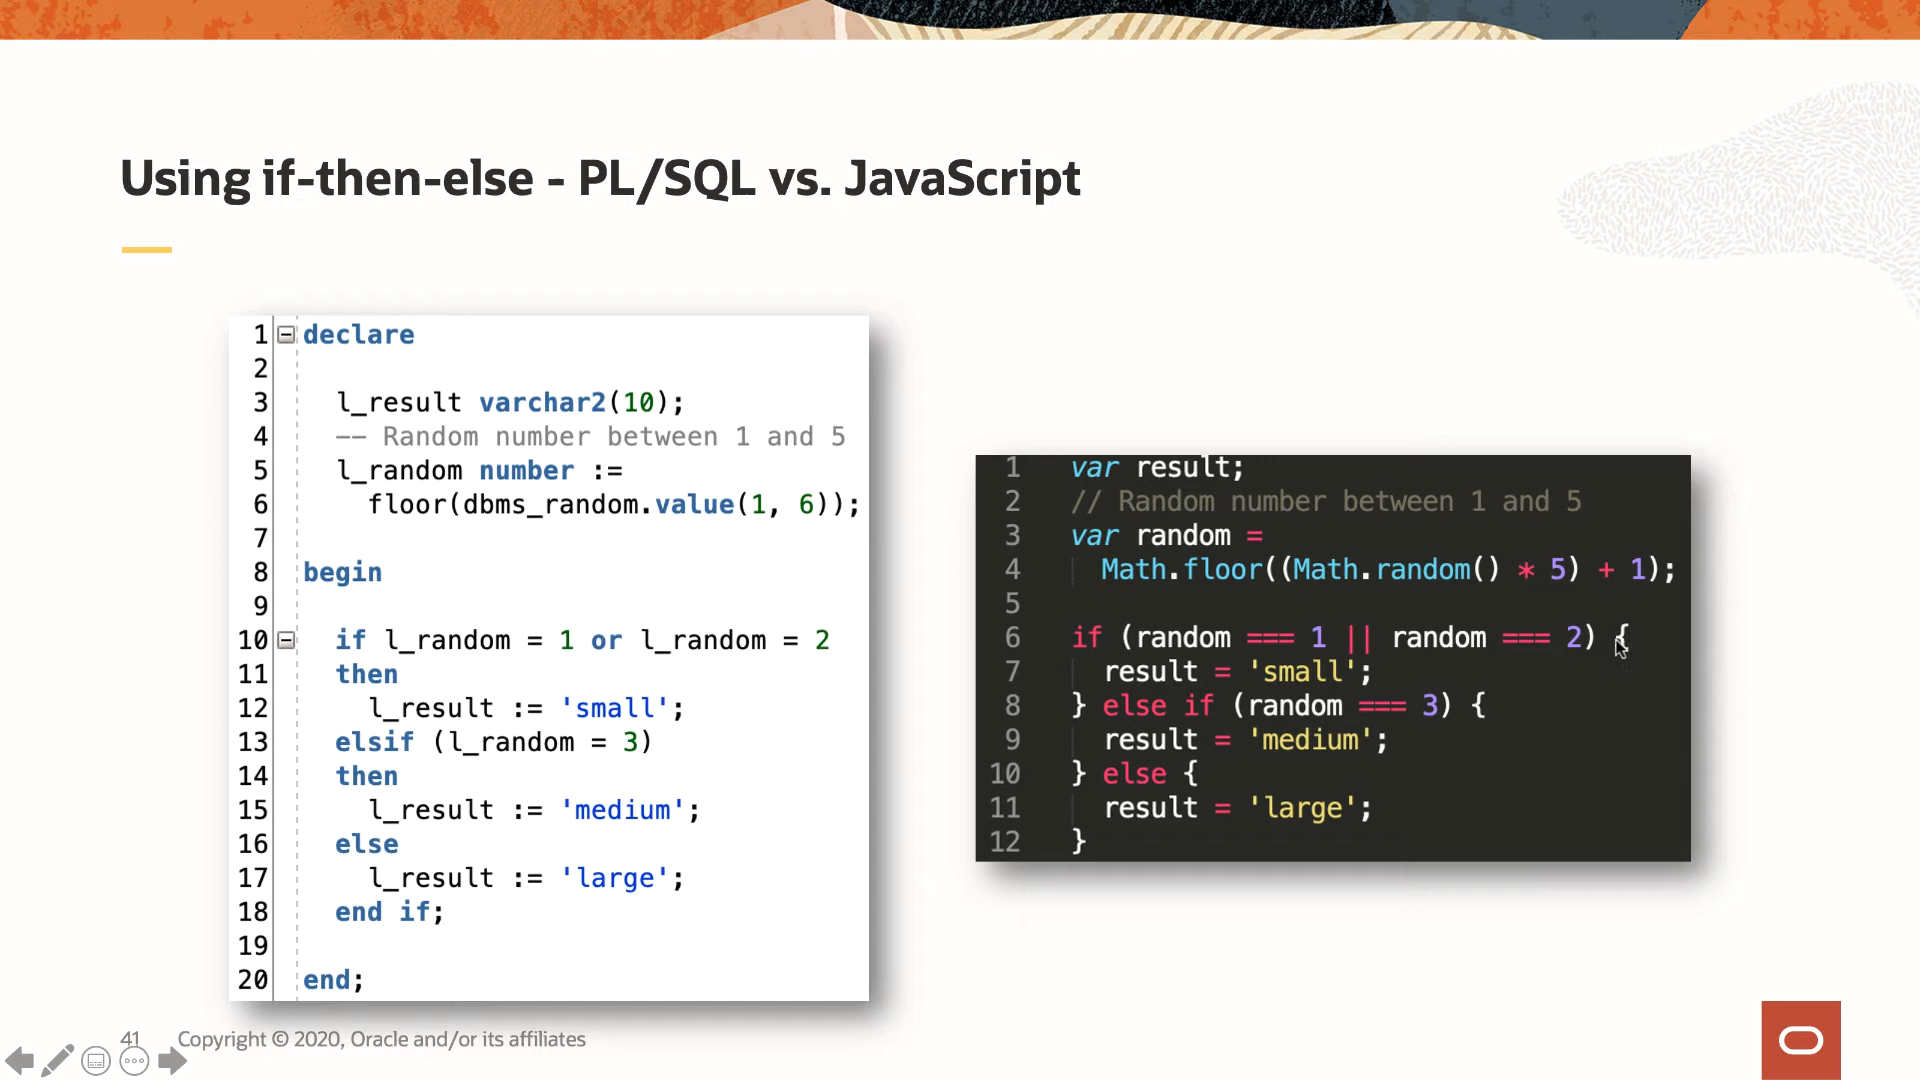 Using if-then-else - PL/SQL vs. JavaScript
1 declare
2
3 l_result varchar2(10);
4 -- Random number between 1 and 5
5 l_random number :=
6 floor(dbms_random.value(1, 6));
7
8 begin
9
10 if l_random = 1 or l_random = 2
11 then
12 l_result := 'small';
13 elsif (l_random = 3)
14 then
15 l_result := 'medium';
16 else
17 l_result := 'large';
18 end if;
19
20 end;
1 var result;
2 // Random number between 1 and 5
3 var random =
4 Math.floor((Math.random() * 5) + 1);
5
6 if (random === 1 || random === 2) {
7 result = 'small';
8 } else if (random === 3) {
9 result = 'medium';
10 } else {
11 result = 'large';
12 }
41 Copyright © 2020, Oracle and/or its affiliates